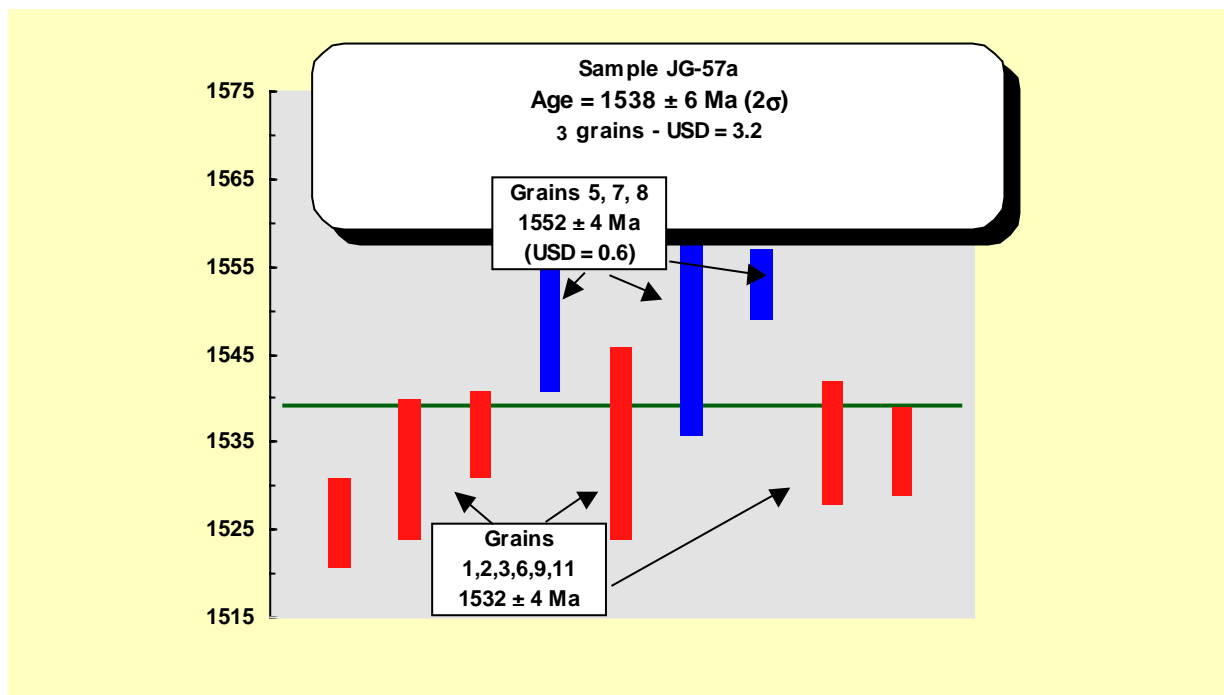 Sample JG-57a
Age = 1538 ± 6 Ma (2σ)
3 grains - USD = 3.2
1575
1565
1555
1545
1535
1525
1515
Grains 5, 7, 8
1552 ± 4 Ma
(USD = 0.6)
Grains
1,2,3,6,9,11
1532 ± 4 Ma